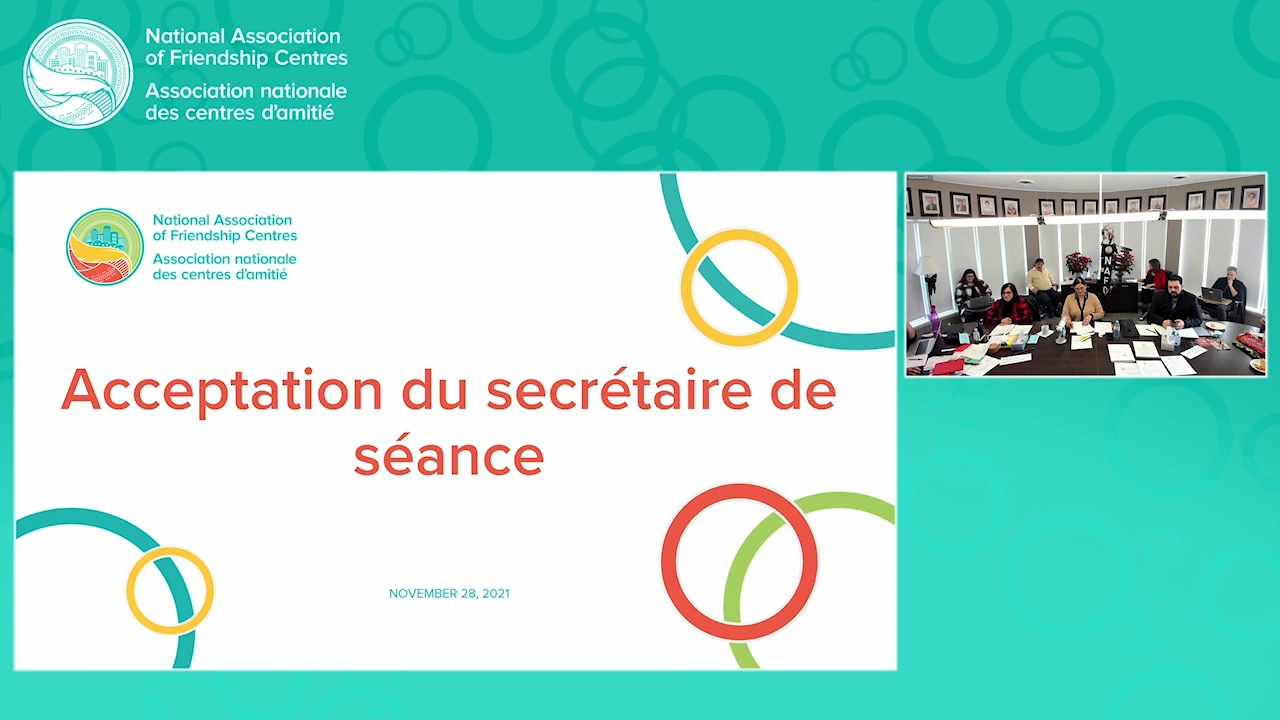 National Association
of Friendship Centres
Association nationale
des centres d'amitié
National Association
of Friendship Centres
Association nationale
des centres d'amitié
Acceptation du secrétaire de
séance
NOVEMBER 28, 2021